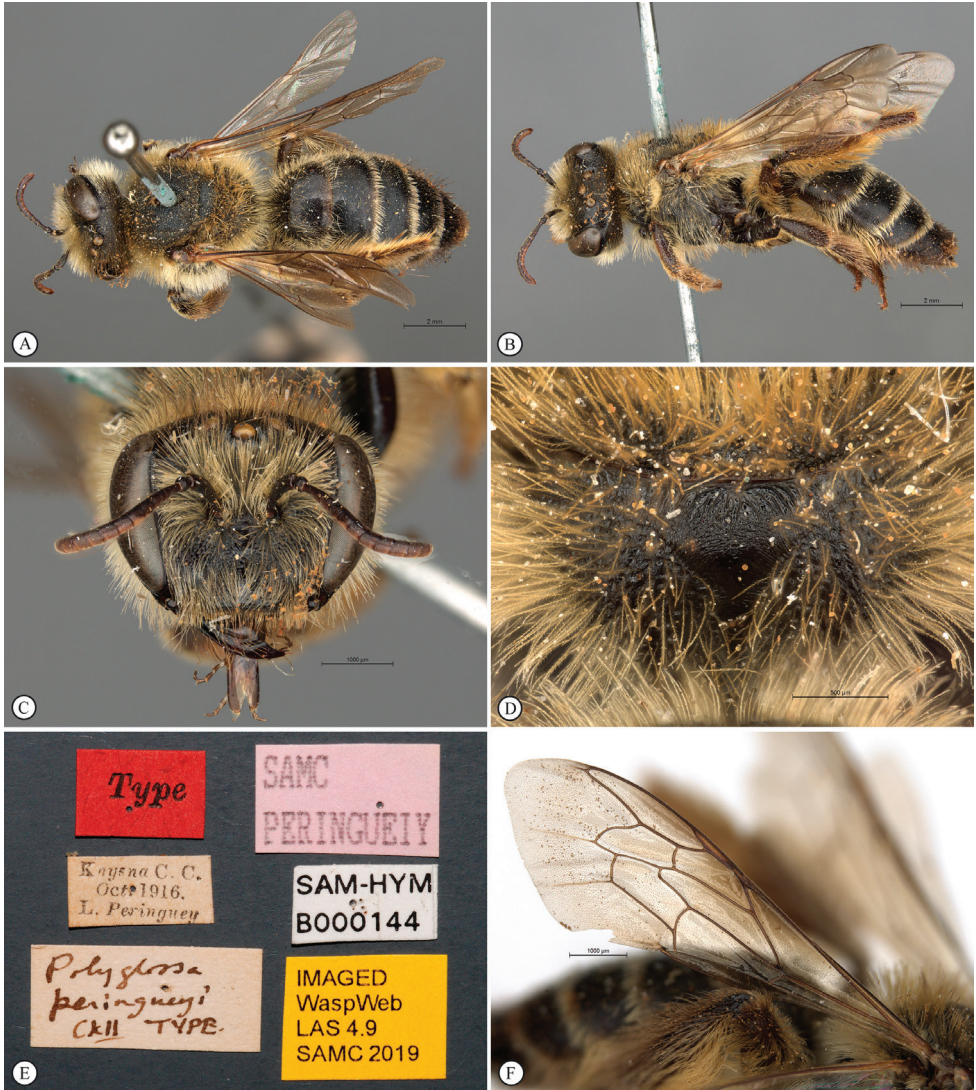 A
2 mm
B
2 mm
C
1000 µm
D
500 µm
Type
SAMC
PERINGUEIY
Knysna C. C.
Oct. 1916.
L. Peringuey
SAM-HYM
B000144
Polyglossa
peringueyi
Ckll TYPE.
IMAGED
WaspWeb
LAS 4.9
SAMC 2019
E
1000 µm
F